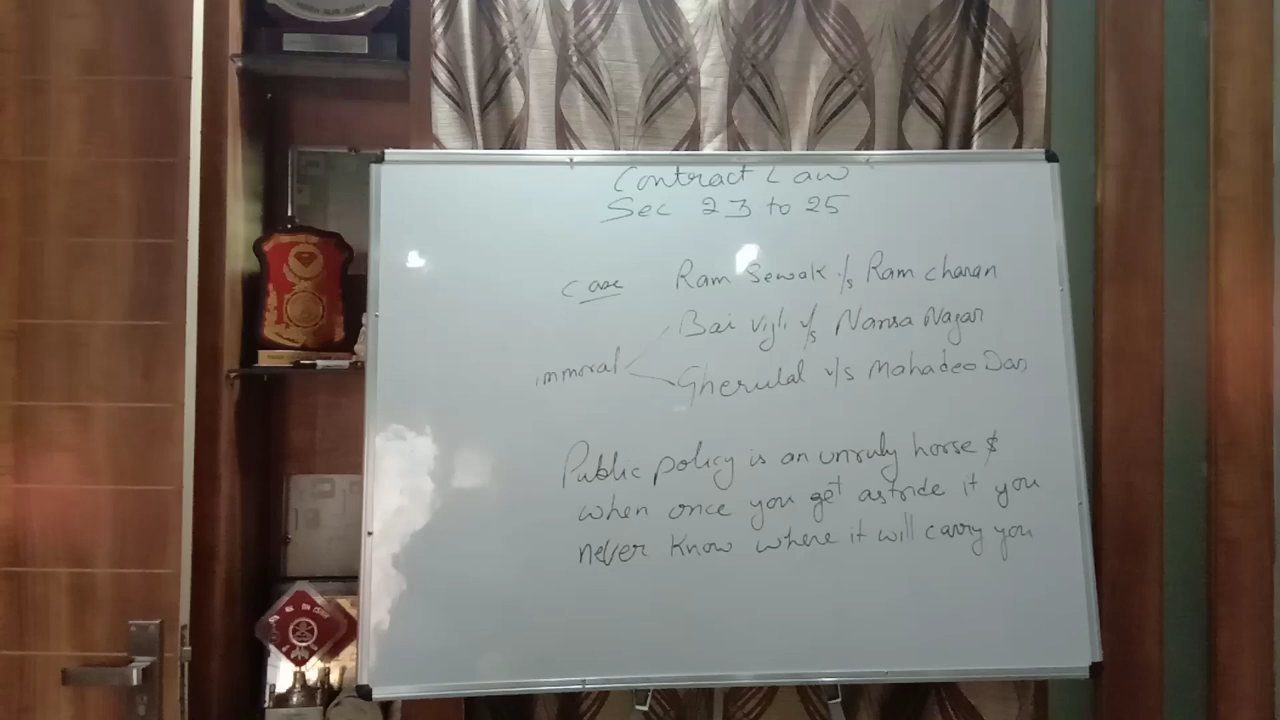 Contract Law
Sec 23 to 25
case Ram Sewak v/s Ram charan
Bai Vijli v/s Nansa Nagar
immoral
Gherulal v/s Mahadeo Das
Public policy is an unruly horse &
when once you get astride it you
never know where it will carry you